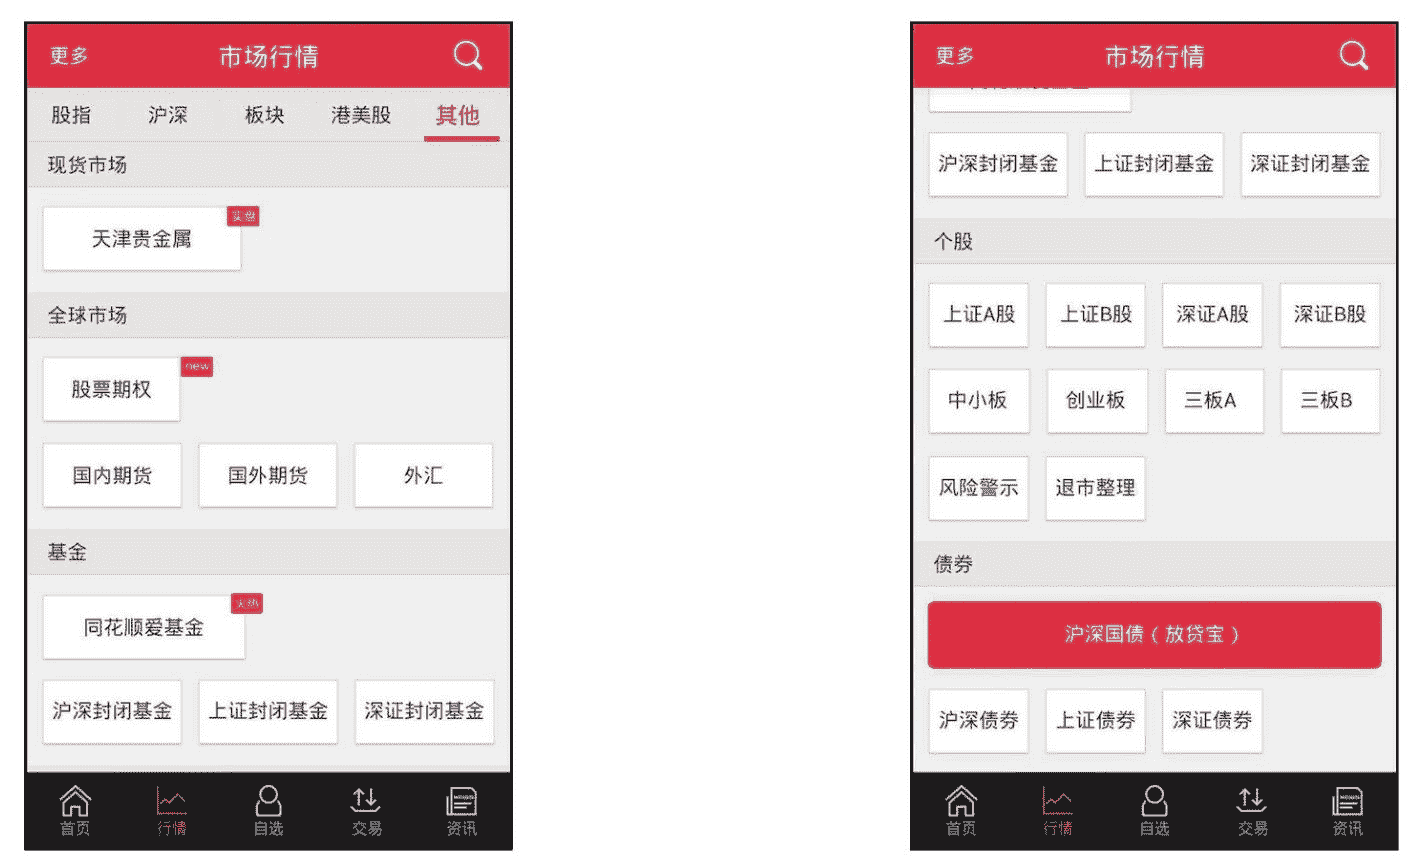 更多 市场行情
股指 沪深 板块 港美股 其他
现货市场
天津贵金属
全球市场
new
股票期权
国内期货 国外期货 外汇
基金
同花顺爱基金
沪深封闭基金 上证封闭基金 深证封闭基金
首页 行情 自选 交易 资讯
更多 市场行情
沪深封闭基金 上证封闭基金 深证封闭基金
个股
上证A股 上证B股 深证A股 深证B股
中小板 创业板 三板A 三板B
风险警示 退市整理
债券
沪深国债（放贷宝）
沪深债券 上证债券 深证债券
首页 行情 自选 交易 资讯